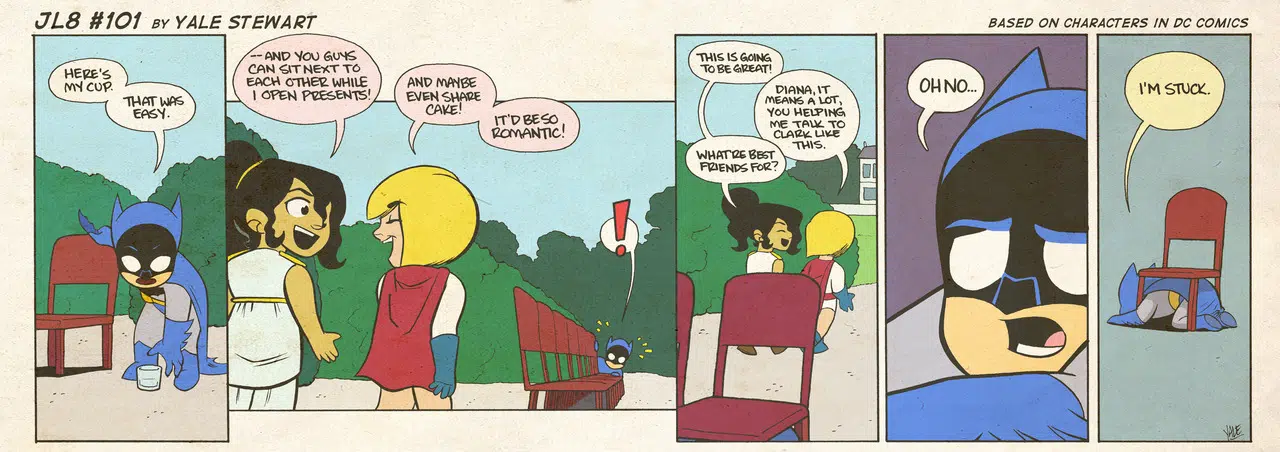 JL8 #101 BY YALE STEWART
BASED ON CHARACTERS IN DC COMICS
HERE'S
MY CUP.
THAT WAS
EASY.
--AND YOU GUYS
CAN SIT NEXT TO
EACH OTHER WHILE
I OPEN PRESENTS!
AND MAYBE
EVEN SHARE
CAKE!
IT'D BE SO
ROMANTIC!
!
THIS IS GOING
TO BE GREAT!
DIANA, IT
MEANS A LOT,
YOU HELPING
ME TALK TO
CLARK LIKE
THIS.
WHAT'RE BEST
FRIENDS FOR?
OH NO...
I'M STUCK.
YALE